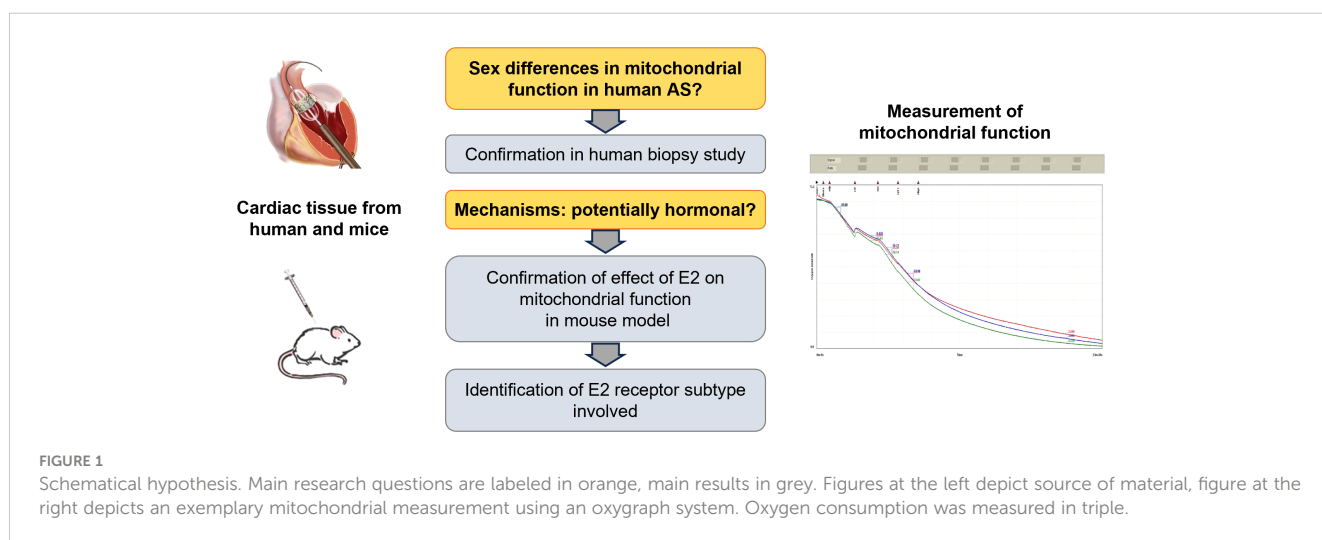 Sex differences in mitochondrial
function in human AS?
Confirmation in human biopsy study
Mechanisms: potentially hormonal?
Confirmation of effect of E2 on
mitochondrial function
in mouse model
Identification of E2 receptor subtype
involved
Cardiac tissue from
human and mice
Measurement of
mitochondrial function
FIGURE 1
Schematical hypothesis. Main research questions are labeled in orange, main results in grey. Figures at the left depict source of material, figure at the
right depicts an exemplary mitochondrial measurement using an oxygraph system. Oxygen consumption was measured in triple.